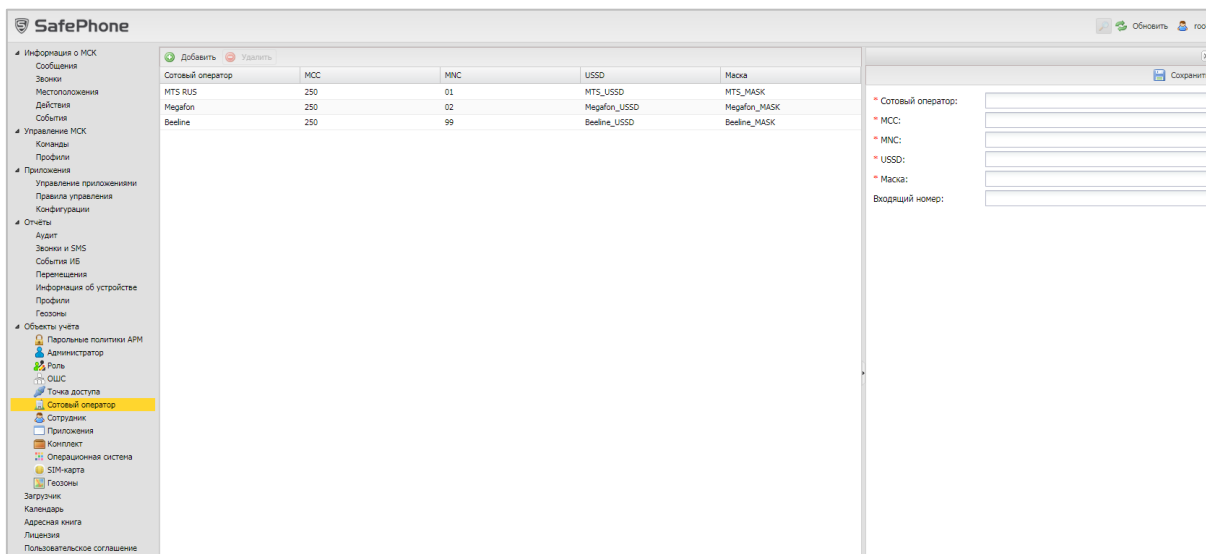 SafePhone
Обновить
Информация о МСК
Сообщения
Звонки
Местоположения
Действия
События
Управление МСК
Команды
Профили
Приложения
Управление приложениями
Правила управления
Конфигурации
Отчёты
Аудит
Звонки и SMS
События ИБ
Перемещения
Информация об устройстве
Профили
Геозоны
Объекты учёта
Парольные политики АРМ
Администратор
Роль
ОШС
Точка доступа
Сотовый оператор
Сотрудник
Приложения
Комплект
Операционная система
SIM-карта
Геозоны
Загрузчик
Календарь
Адресная книга
Лицензия
Пользовательское соглашение
Добавить Удалить
Сотовый оператор MCC MNC USSD Маска
MTS RUS 250 01 MTS_USSD MTS_MASK
Megafon 250 02 Megafon_USSD Megafon_MASK
Beeline 250 99 Beeline_USSD Beeline_MASK
Сохранить
* Сотовый оператор:
* MCC:
* MNC:
* USSD:
* Маска:
Входящий номер: